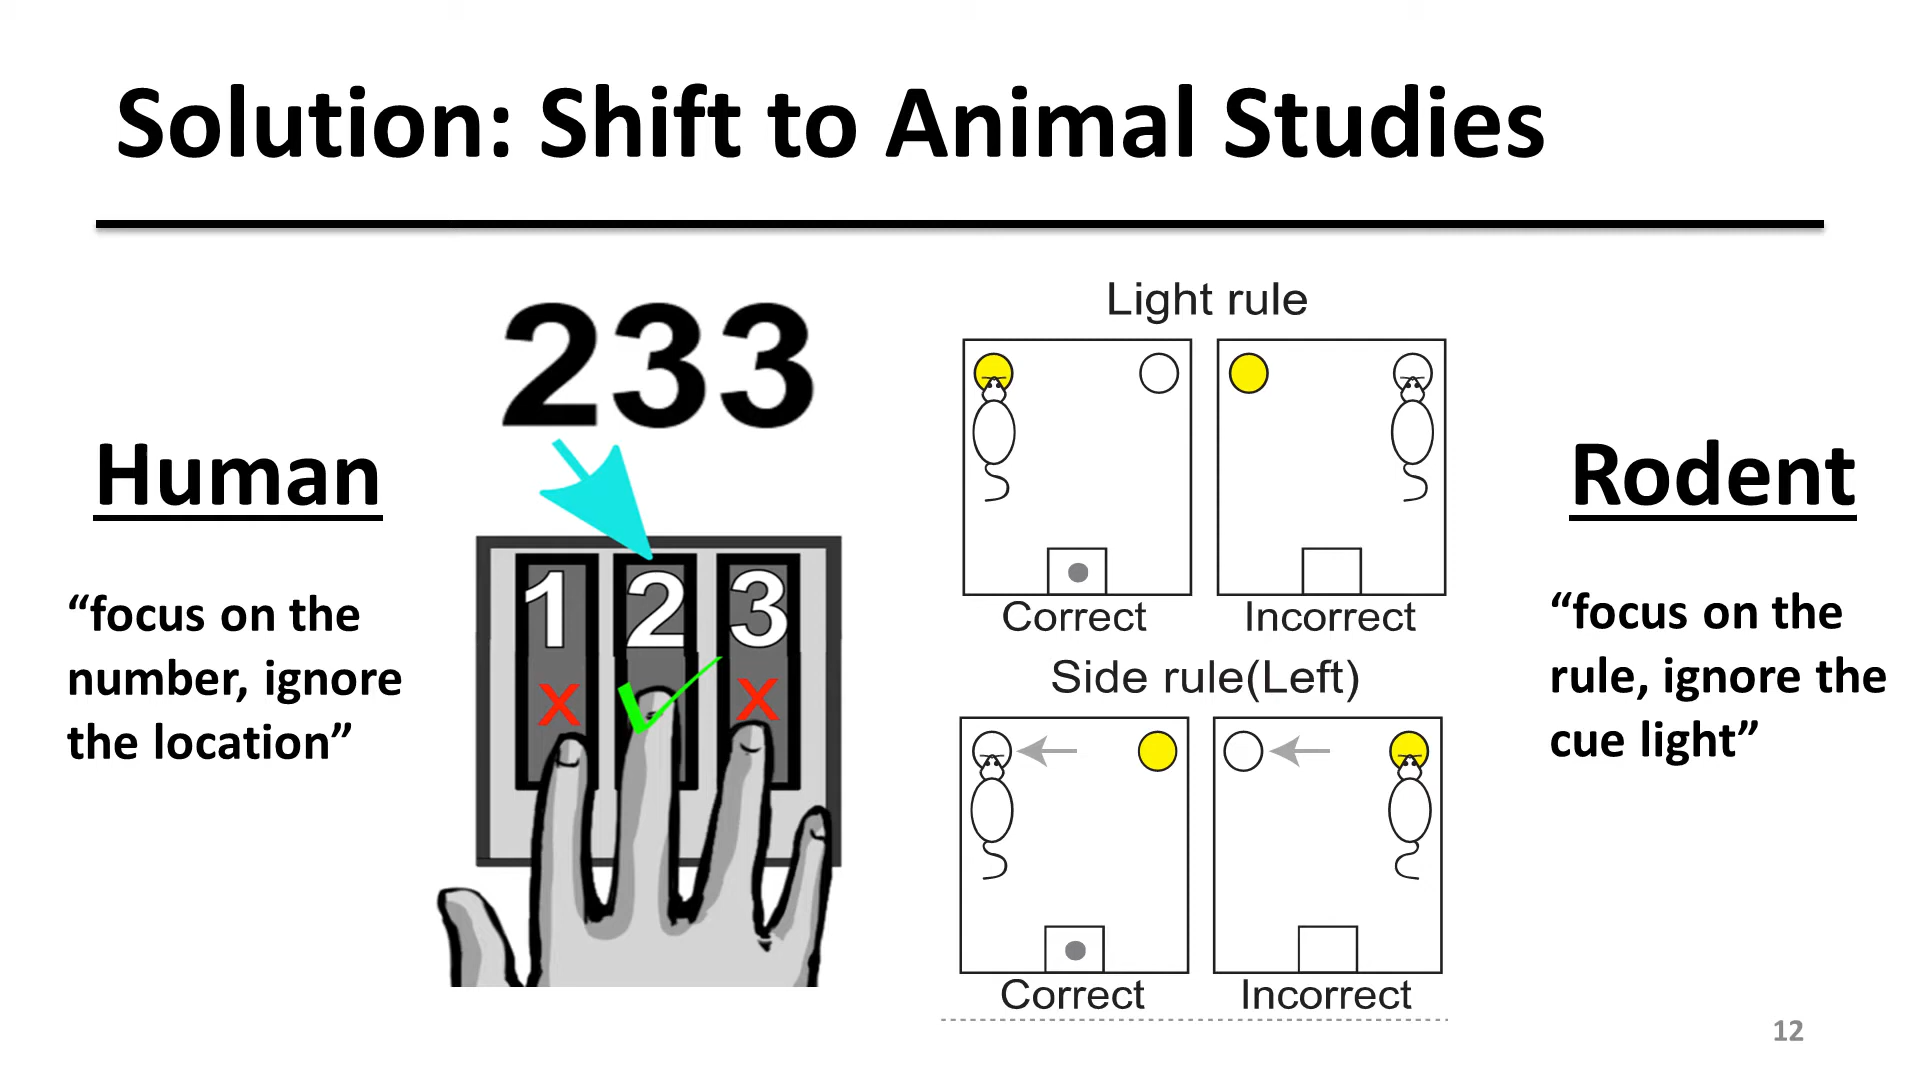 Solution: Shift to Animal Studies
233
Human
“focus on the
number, ignore
the location”
1 2 3
x x
Light rule
Correct Incorrect
Side rule(Left)
Correct Incorrect
Rodent
“focus on the
rule, ignore the
cue light”
12